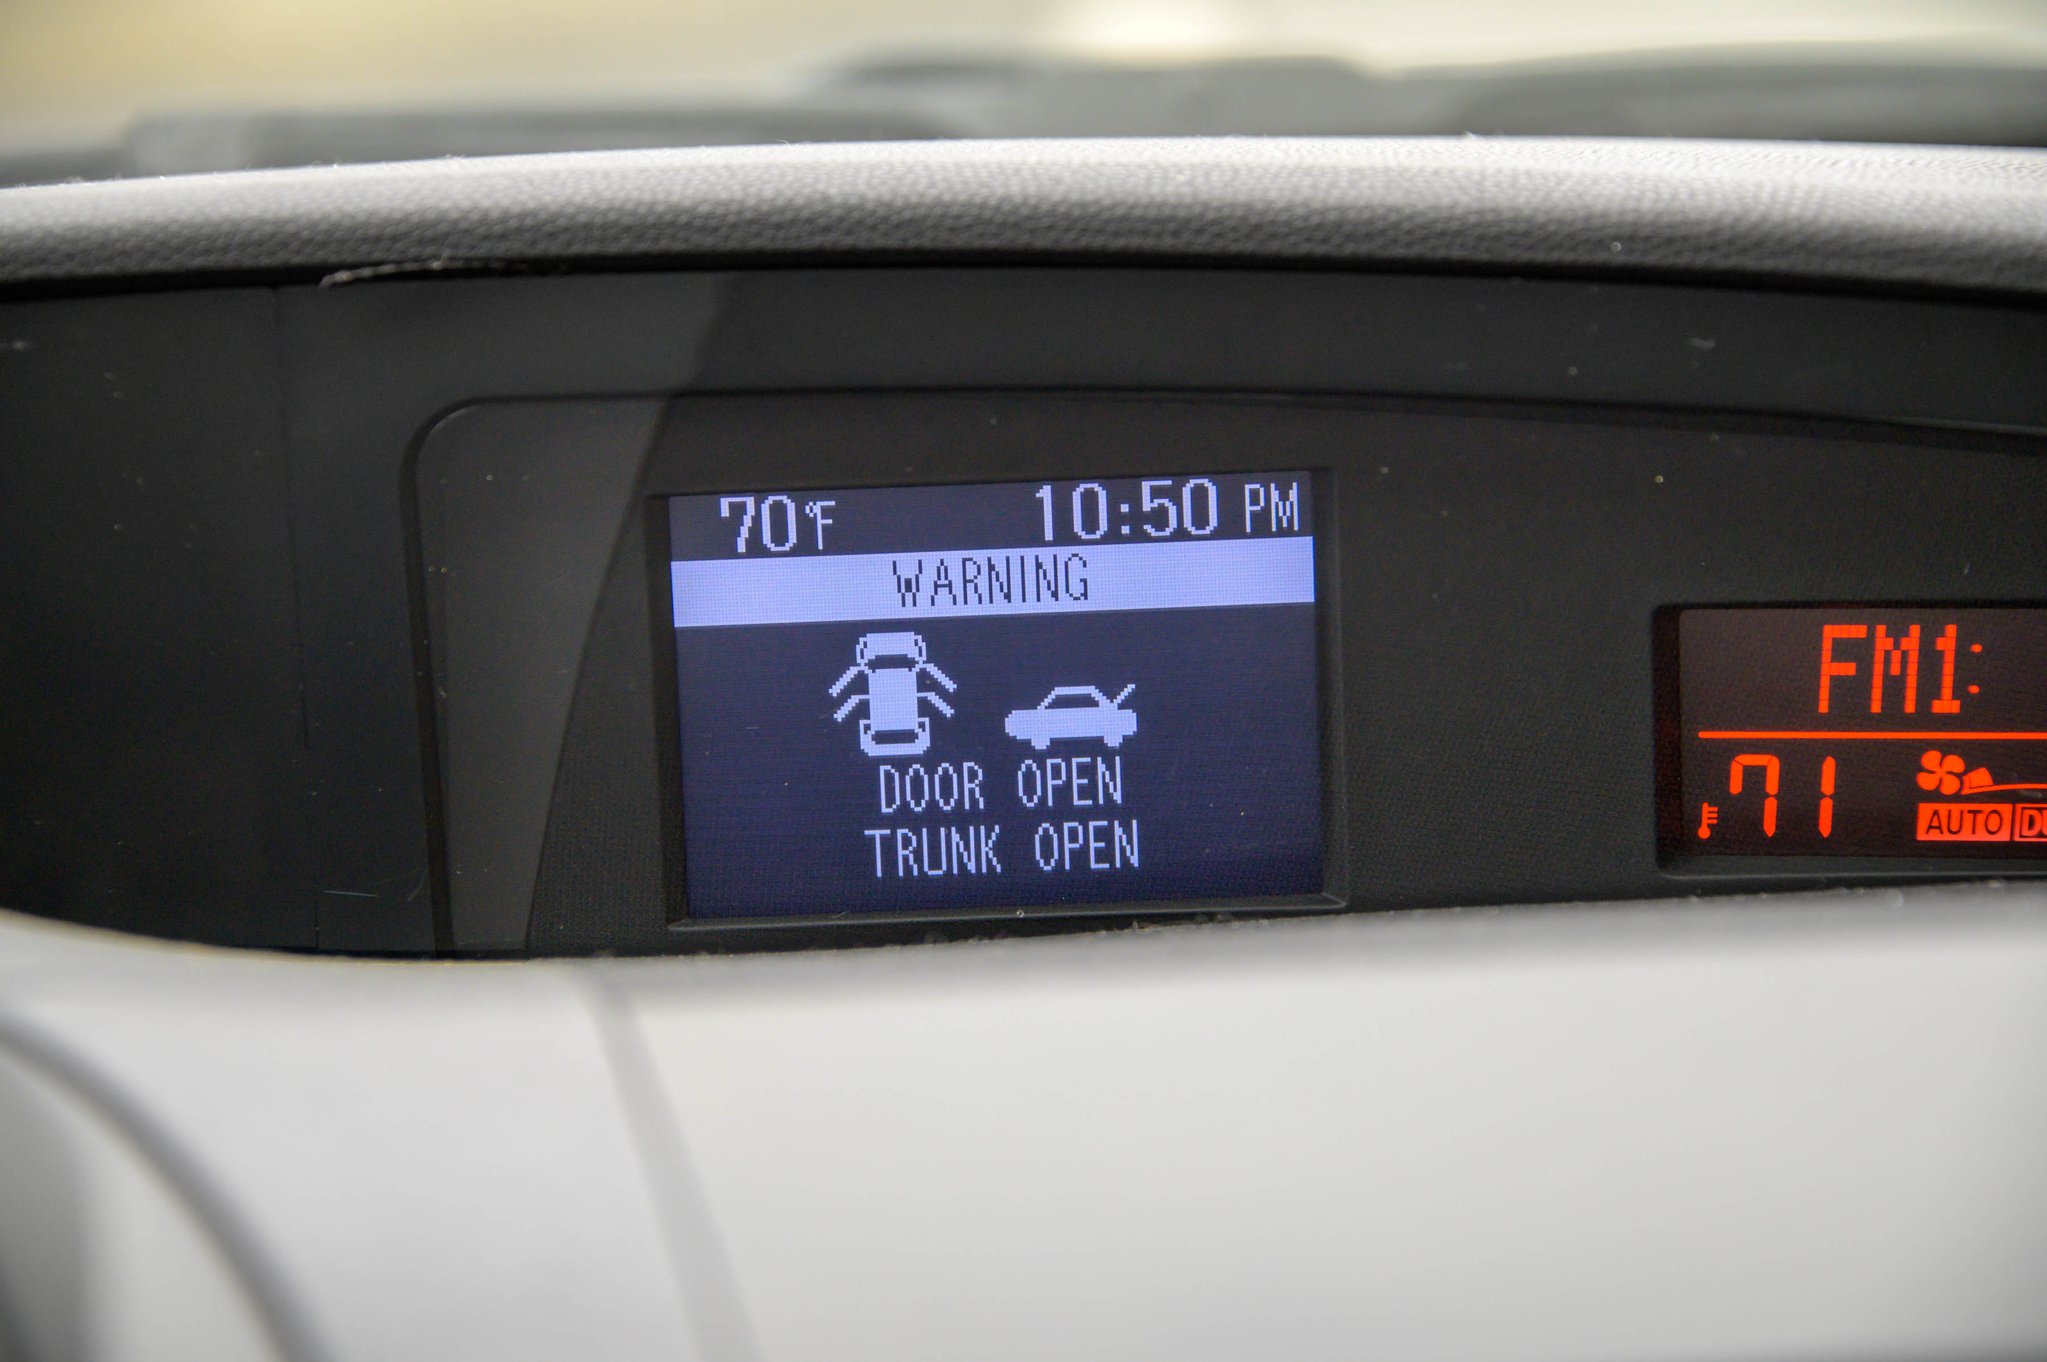 70°F 10:50 PM
WARNING
DOOR OPEN
TRUNK OPEN
FM1:
71
AUTO